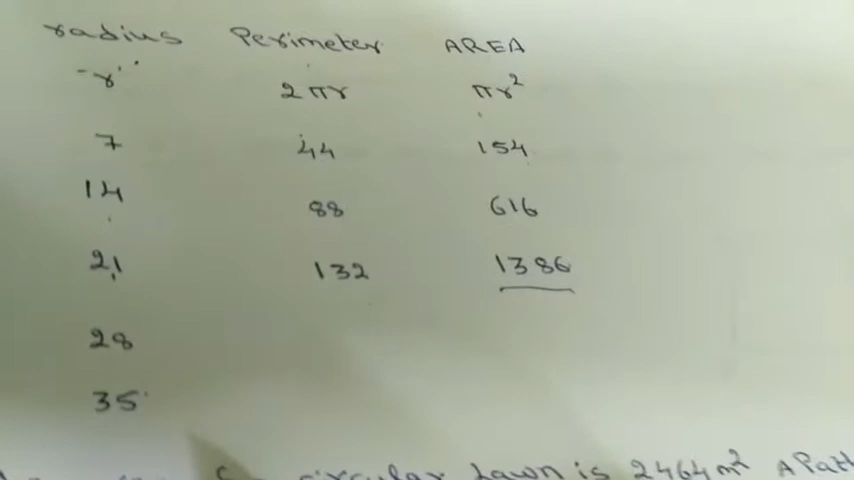 radius Perimeter AREA
"r" 2πr πr²
7 44 154
14 88 616
21 132 1386
28
35
circular Lawn is 2464m² A Path